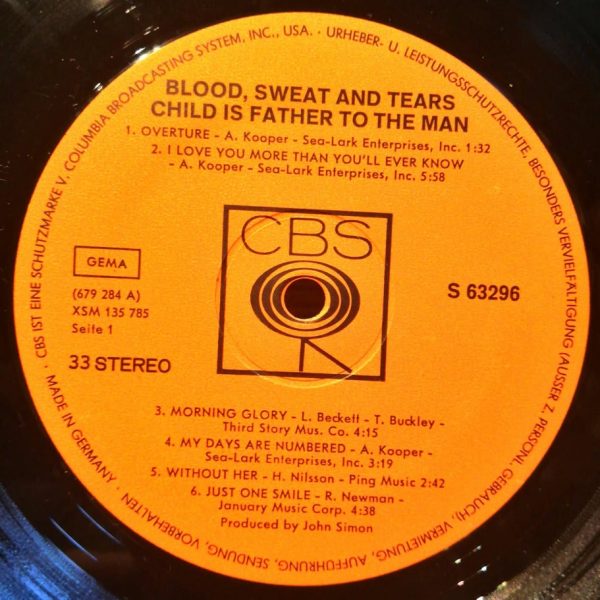 CBS IST EINE SCHUTZMARKE V. COLUMBIA BROADCASTING SYSTEM, INC., USA. · URHEBER- U. LEISTUNGSSCHUTZRECHTE, BESONDERS VERVIELFÄLTIGUNG (AUSSER Z. PERSÖNL. GEBRAUCH), VERMIETUNG, AUFFÜHRUNG, SENDUNG, VORBEHALTEN · MADE IN GERMANY ·
BLOOD, SWEAT AND TEARS
CHILD IS FATHER TO THE MAN
1. OVERTURE – A. Kooper – Sea-Lark Enterprises, Inc. 1:32
2. I LOVE YOU MORE THAN YOU'LL EVER KNOW
– A. Kooper – Sea-Lark Enterprises, Inc. 5:58
CBS
GEMA
(679 284 A)
XSM 135 785
Seite 1
33 STEREO
S 63296
3. MORNING GLORY – L. Beckett – T. Buckley –
Third Story Mus. Co. 4:15
4. MY DAYS ARE NUMBERED – A. Kooper –
Sea-Lark Enterprises, Inc. 3:19
5. WITHOUT HER – H. Nilsson – Ping Music 2:42
6. JUST ONE SMILE – R. Newman –
January Music Corp. 4:38
Produced by John Simon